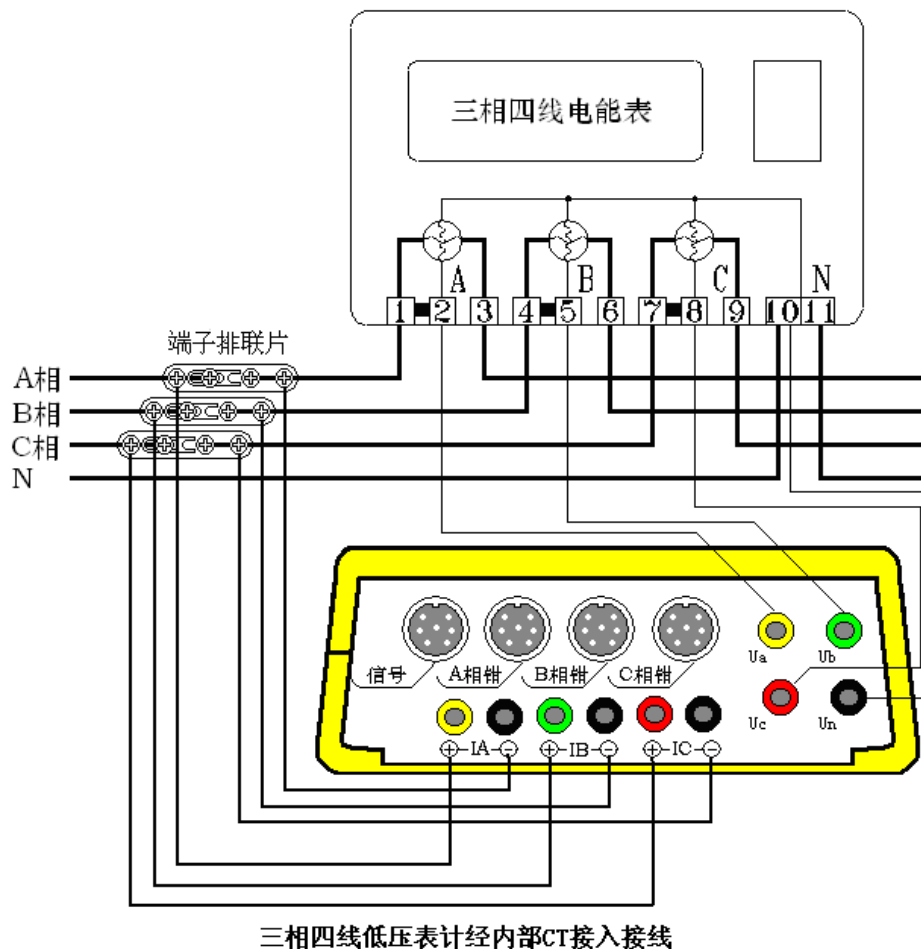 三相四线电能表
A B C N
1 2 3 4 5 6 7 8 9 10 11
端子排联片
A相
B相
C相
N
信号 A相钳 B相钳 C相钳
Ua Ub
Uc Un
+ IA - + IB - + IC -
三相四线低压表计经内部CT接入接线